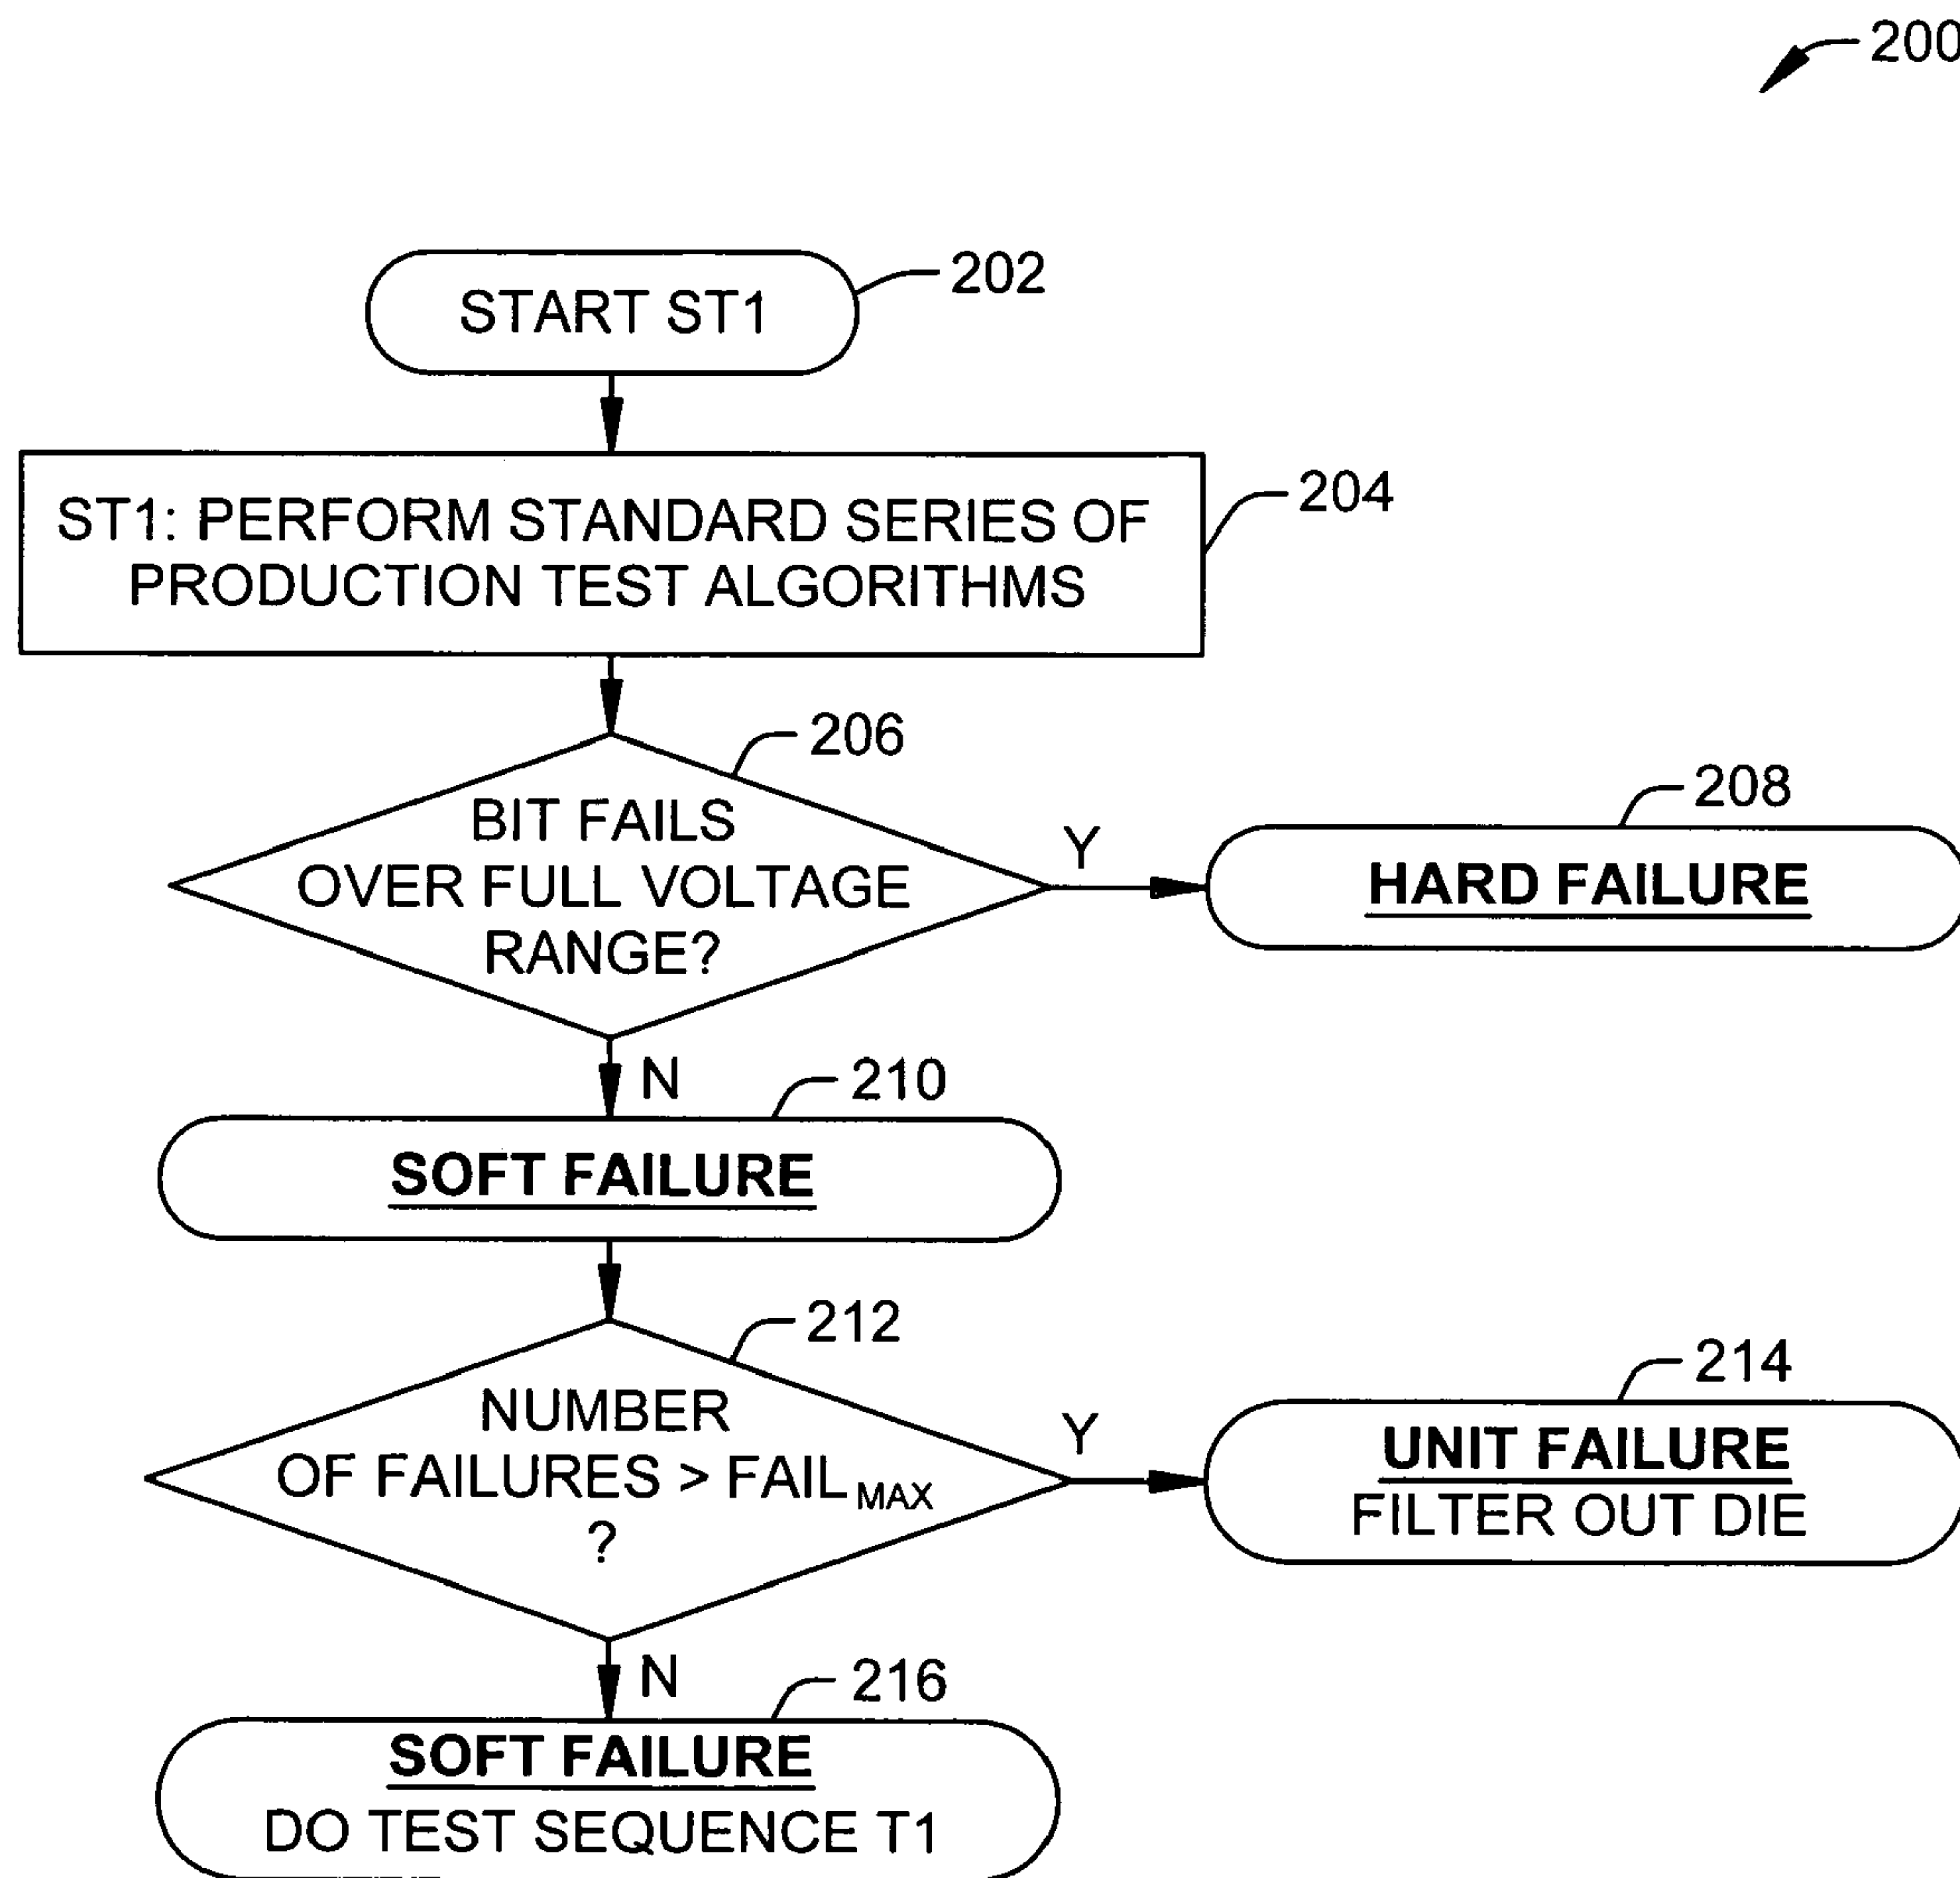 200
START ST1
202
ST1: PERFORM STANDARD SERIES OF
PRODUCTION TEST ALGORITHMS
204
206
BIT FAILS
OVER FULL VOLTAGE
RANGE?
Y
208
HARD FAILURE
N
210
SOFT FAILURE
212
NUMBER
OF FAILURES > FAIL MAX
?
Y
214
UNIT FAILURE
FILTER OUT DIE
N
216
SOFT FAILURE
DO TEST SEQUENCE T1